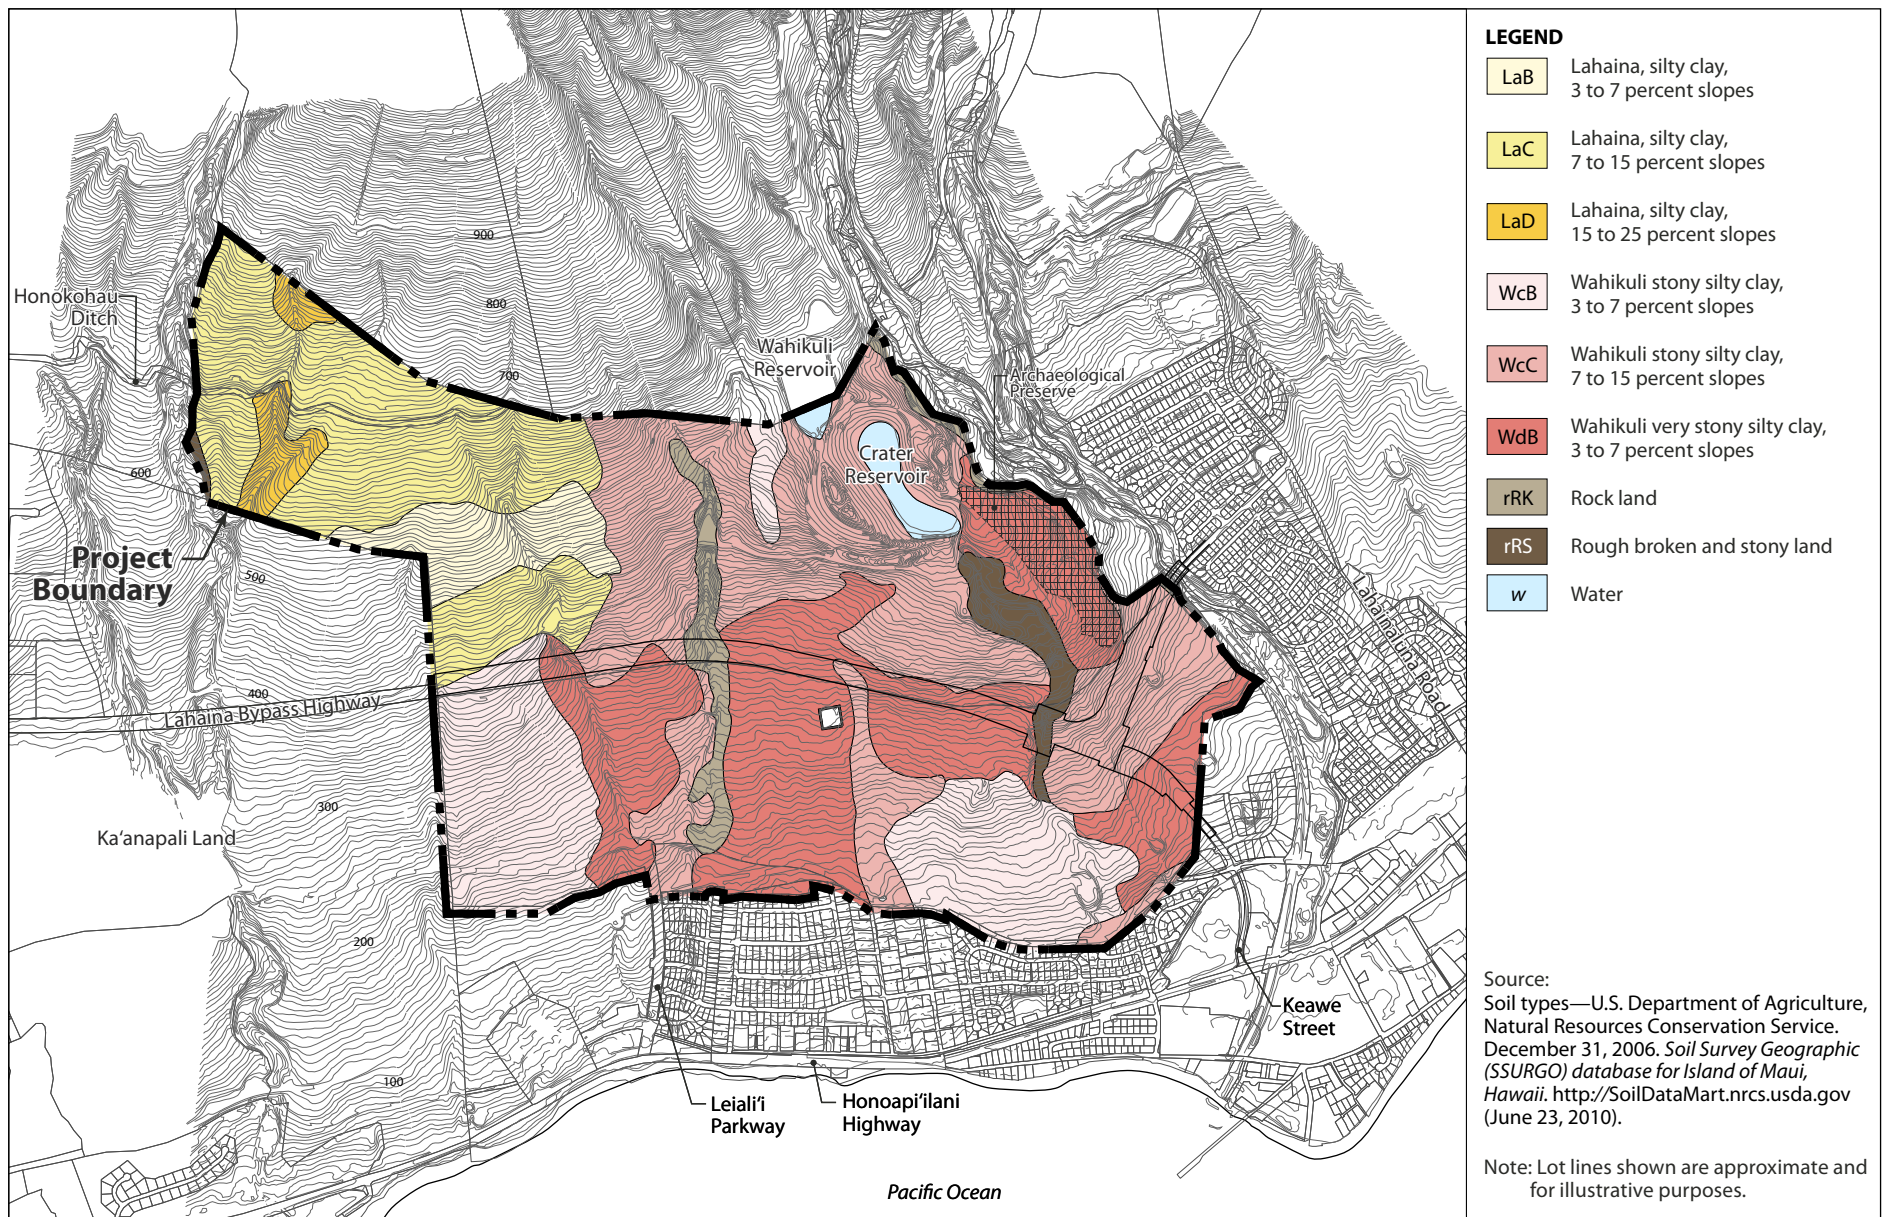 900
800
700
600
500
400
300
200
100
Honokohau
Ditch
Wahikuli
Reservoir
Archaeological
Preserve
Crater
Reservoir
Project
Boundary
Lahainaluna Road
Lahaina Bypass Highway
Ka‘anapali Land
Keawe
Street
Leiali‘i
Parkway
Honoapi‘ilani
Highway
Pacific Ocean
LEGEND
LaB Lahaina, silty clay,
3 to 7 percent slopes
LaC Lahaina, silty clay,
7 to 15 percent slopes
LaD Lahaina, silty clay,
15 to 25 percent slopes
WcB Wahikuli stony silty clay,
3 to 7 percent slopes
WcC Wahikuli stony silty clay,
7 to 15 percent slopes
WdB Wahikuli very stony silty clay,
3 to 7 percent slopes
rRK Rock land
rRS Rough broken and stony land
w Water
Source:
Soil types—U.S. Department of Agriculture,
Natural Resources Conservation Service.
December 31, 2006. Soil Survey Geographic
(SSURGO) database for Island of Maui,
Hawaii. http://SoilDataMart.nrcs.usda.gov
(June 23, 2010).
Note: Lot lines shown are approximate and
for illustrative purposes.